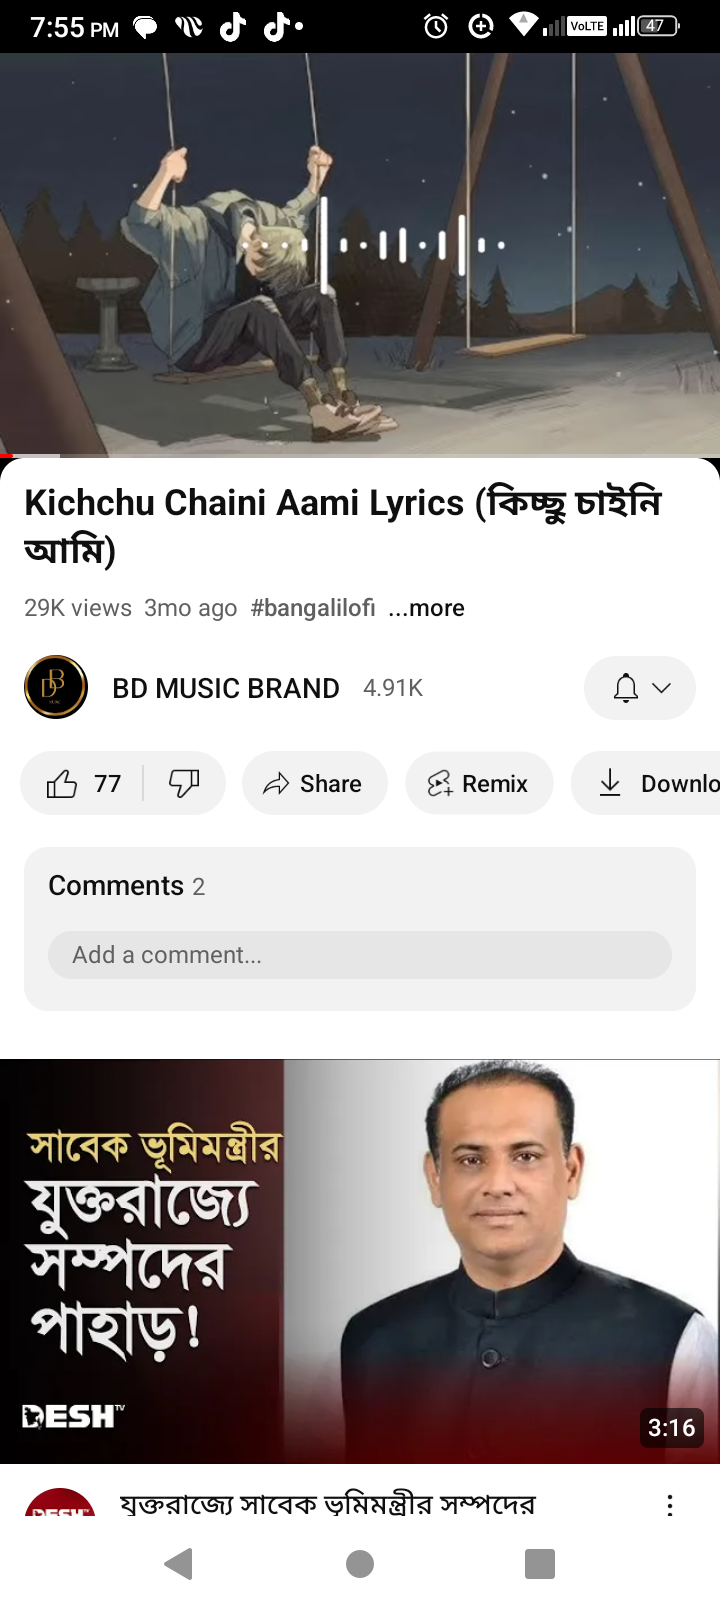 7:55 PM
VoLTE
47
Kichchu Chaini Aami Lyrics (কিচ্ছু চাইনি
আমি)
29K views 3mo ago #bangalilofi ...more
BD MUSIC BRAND 4.91K
77 Share Remix Downlo
Comments 2
Add a comment...
সাবেক ভূমিমন্ত্রীর
যুক্তরাজ্যে
সম্পদের
পাহাড়!
DESH TV
3:16
যুক্তরাজ্যে সাবেক ভূমিমন্ত্রীর সম্পদের